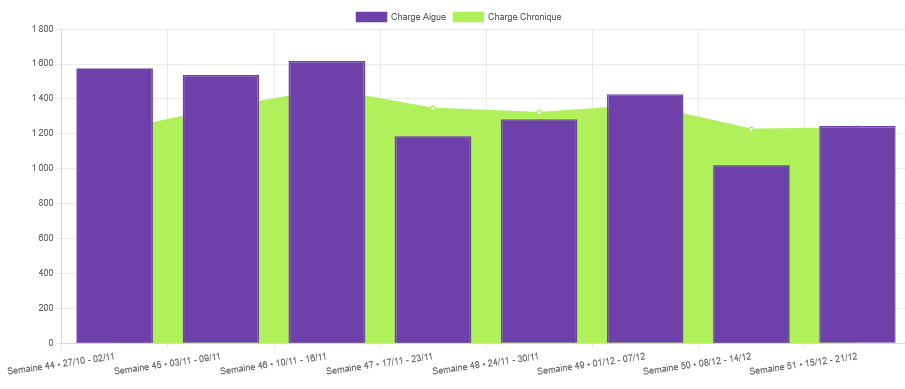 Charge Aigue Charge Chronique
1 800
1 600
1 400
1 200
1 000
800
600
400
200
0
Semaine 44 • 27/10 - 02/11
Semaine 45 • 03/11 - 09/11
Semaine 46 • 10/11 - 16/11
Semaine 47 • 17/11 - 23/11
Semaine 48 • 24/11 - 30/11
Semaine 49 • 01/12 - 07/12
Semaine 50 • 08/12 - 14/12
Semaine 51 • 15/12 - 21/12